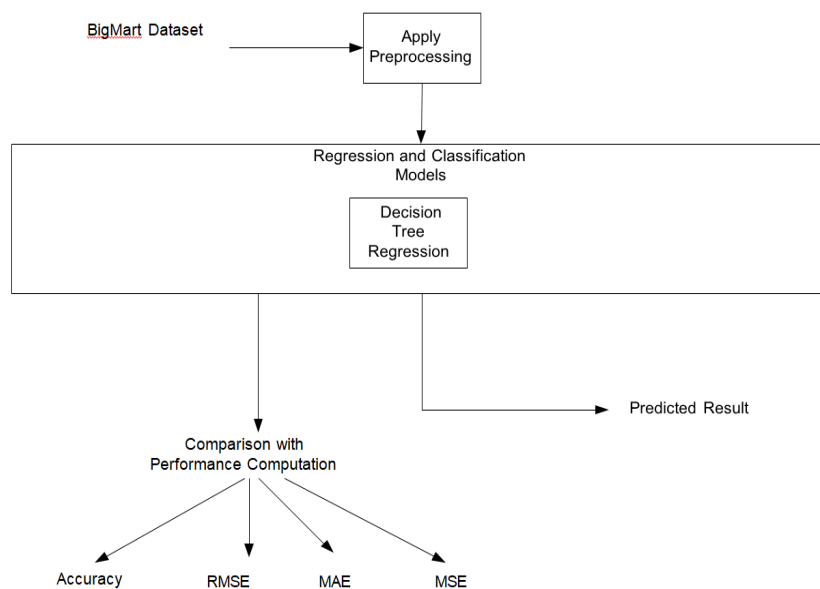 BigMart Dataset
Apply
Preprocessing
Regression and Classification
Models
Decision
Tree
Regression
Predicted Result
Comparison with
Performance Computation
Accuracy
RMSE
MAE
MSE